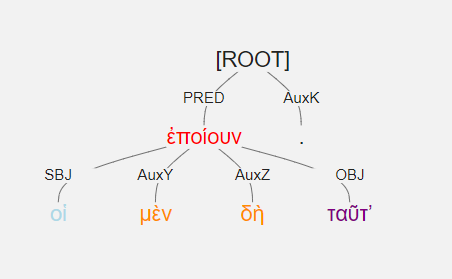 [ROOT]
PRED AuxK
ἐποίουν .
SBJ AuxY AuxZ OBJ
οἱ μὲν δὴ ταῦτ’